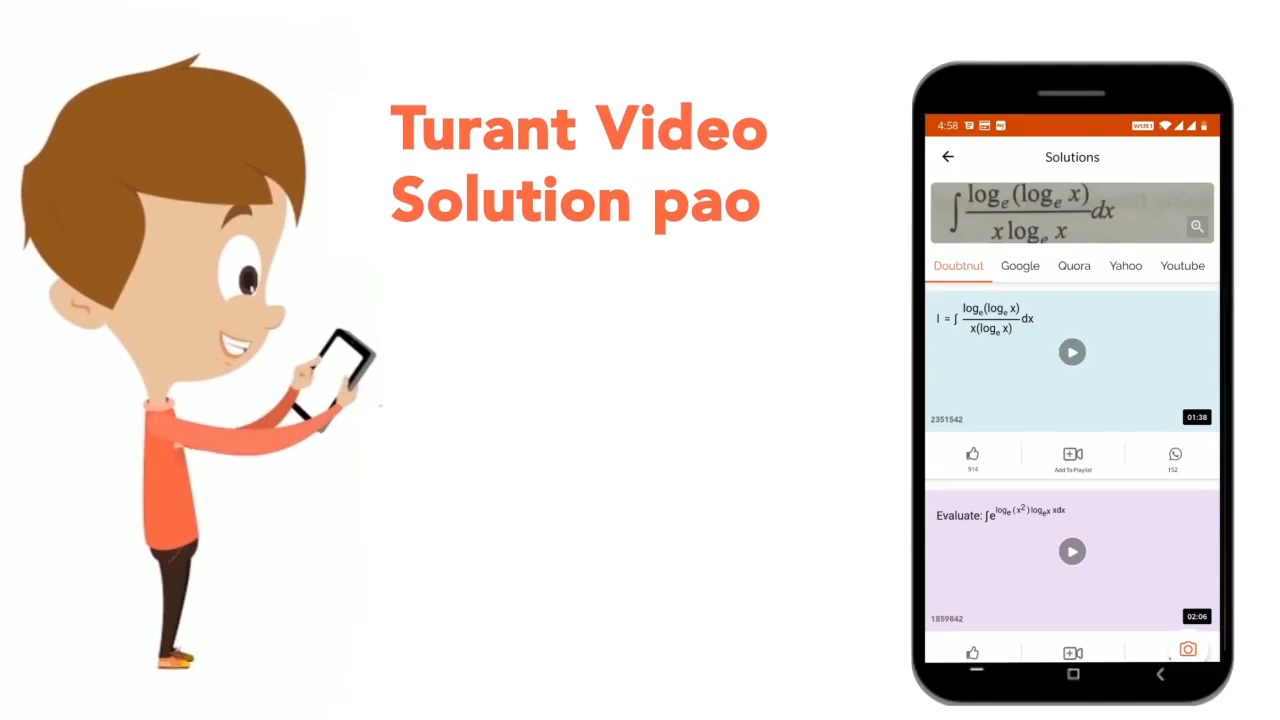 Turant Video
Solution pao
4:58
VoLTE1
Solutions
∫ logₑ(logₑ x) / x logₑ x dx
Doubtnut Google Quora Yahoo Youtube
I = ∫ logₑ(logₑ x) / x(logₑ x) dx
2351542 01:38
914 Add To Playlist 152
Evaluate: ∫e^logₑ(x²)logₑx xdx
1859842 02:06